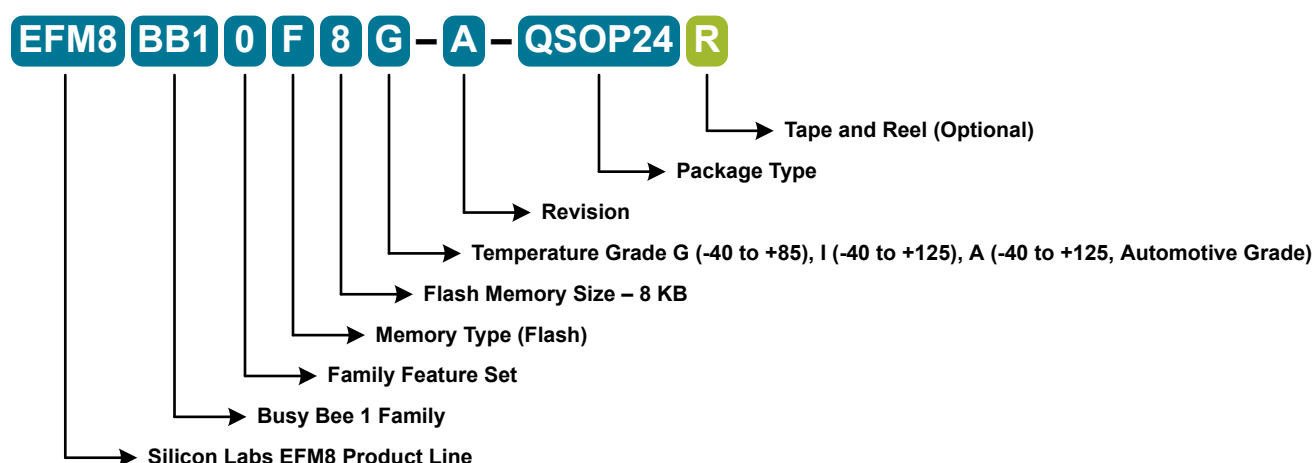 EFM8 BB1 0 F 8 G – A – QSOP24 R
Tape and Reel (Optional)
Package Type
Revision
Temperature Grade G (-40 to +85), I (-40 to +125), A (-40 to +125, Automotive Grade)
Flash Memory Size – 8 KB
Memory Type (Flash)
Family Feature Set
Busy Bee 1 Family
Silicon Labs EFM8 Product Line